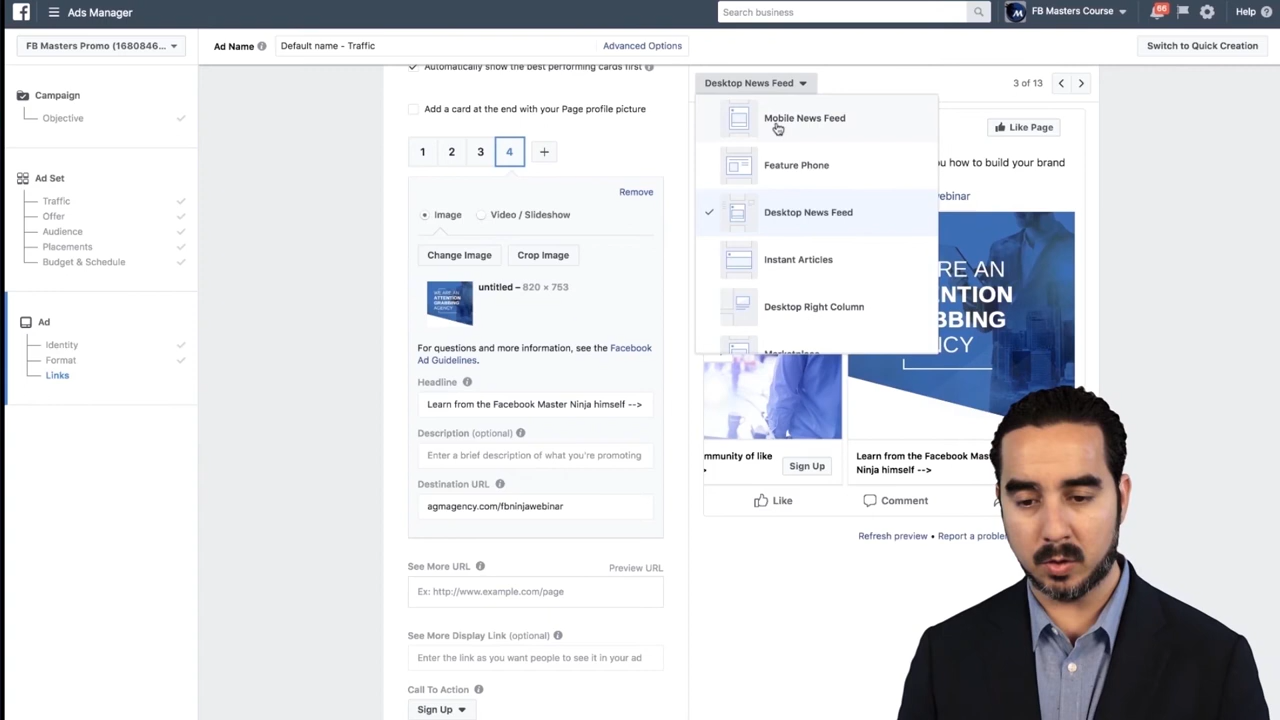 Ads Manager
Search business
FB Masters Course
66
Help
FB Masters Promo (1680846...
Ad Name
Default name - Traffic
Advanced Options
Switch to Quick Creation
Campaign
Objective
Ad Set
Traffic
Offer
Audience
Placements
Budget & Schedule
Ad
Identity
Format
Links
Automatically show the best performing cards first
Add a card at the end with your Page profile picture
1 2 3 4 +
Remove
Image
Video / Slideshow
Change Image
Crop Image
untitled – 820 × 753
WE ARE AN
ATTENTION
GRABBING
AGENCY
For questions and more information, see the Facebook
Ad Guidelines.
Headline
Learn from the Facebook Master Ninja himself -->
Description (optional)
Enter a brief description of what you're promoting
Destination URL
agmagency.com/fbninjawebinar
See More URL
Preview URL
Ex: http://www.example.com/page
See More Display Link (optional)
Enter the link as you want people to see it in your ad
Call To Action
Sign Up
Desktop News Feed
3 of 13
Mobile News Feed
Feature Phone
Desktop News Feed
Instant Articles
Desktop Right Column
Marketplace
Like Page
u how to build your brand
ebinar
RE AN
NTION
BBING
CY
mmunity of like
Sign Up
Learn from the Facebook Mast
Ninja himself -->
Like
Comment
Refresh preview • Report a proble